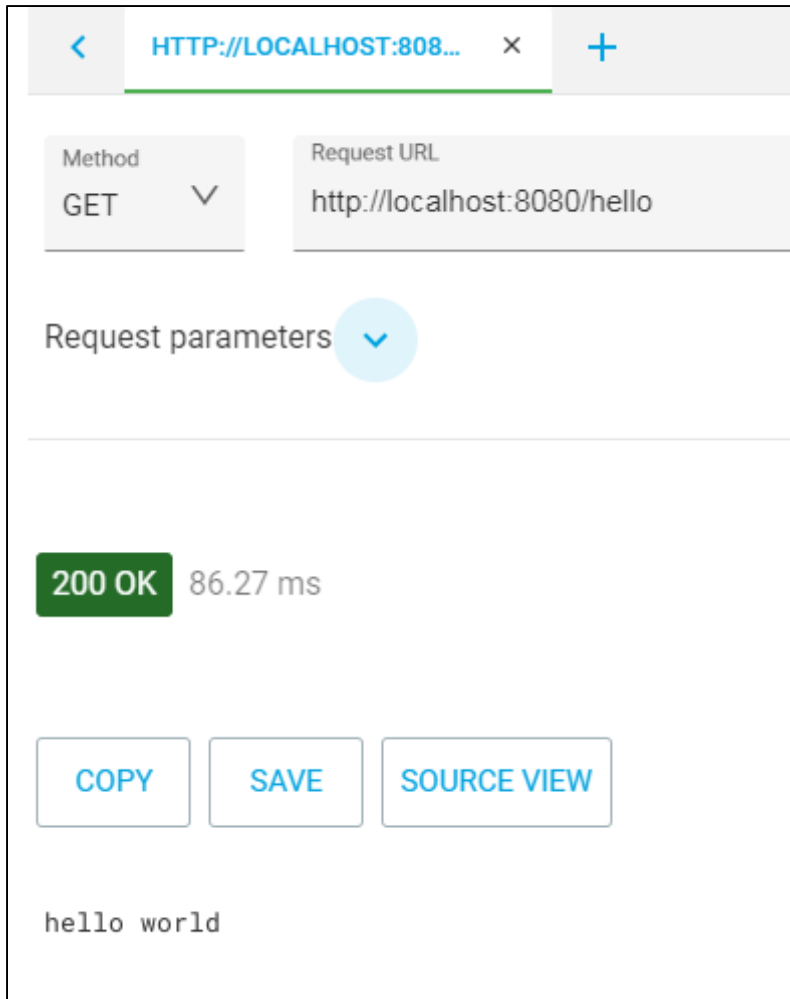 HTTP://LOCALHOST:808...
Method
GET
Request URL
http://localhost:8080/hello
Request parameters
200 OK 86.27 ms
COPY SAVE SOURCE VIEW
hello world